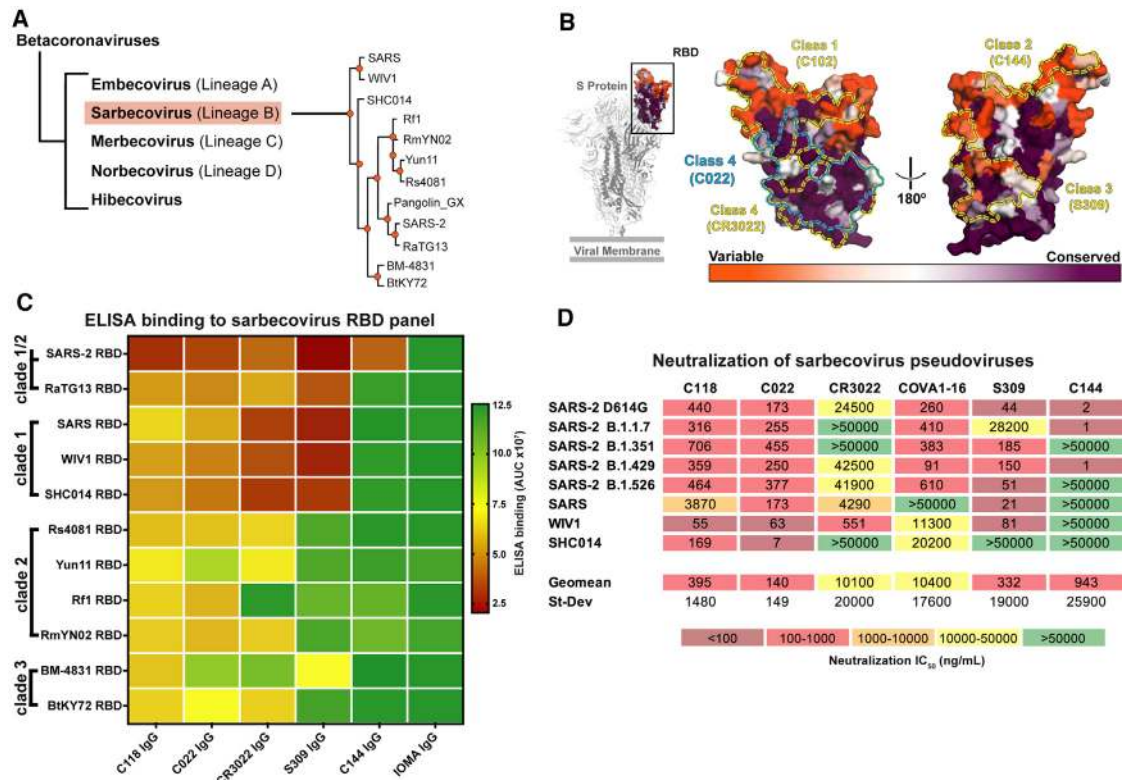 A
Betacoronaviruses
Embecovirus (Lineage A)
Sarbecovirus (Lineage B)
Merbecovirus (Lineage C)
Norbecovirus (Lineage D)
Hibecovirus
SARS
WIV1
SHC014
Rf1
RmYN02
Yun11
Rs4081
Pangolin_GX
SARS-2
RaTG13
BM-4831
BtKY72
B
RBD
S Protein
Viral Membrane
Class 1
(C102)
Class 2
(C144)
Class 4
(C022)
Class 4
(CR3022)
180º
Class 3
(S309)
Variable
Conserved
C
ELISA binding to sarbecovirus RBD panel
clade 1/2
clade 1
clade 2
clade 3
SARS-2 RBD
RaTG13 RBD
SARS RBD
WIV1 RBD
SHC014 RBD
Rs4081 RBD
Yun11 RBD
Rf1 RBD
RmYN02 RBD
BM-4831 RBD
BtKY72 RBD
C118 IgG
C022 IgG
CR3022 IgG
S309 IgG
C144 IgG
IOMA IgG
12.5
10.0
7.5
5.0
2.5
ELISA binding (AUC x10⁷)
D
Neutralization of sarbecovirus pseudoviruses
C118 C022 CR3022 COVA1-16 S309 C144
SARS-2 D614G 440 173 24500 260 44 2
SARS-2 B.1.1.7 316 255 >50000 410 28200 1
SARS-2 B.1.351 706 455 >50000 383 185 >50000
SARS-2 B.1.429 359 250 42500 91 150 1
SARS-2 B.1.526 464 377 41900 610 51 >50000
SARS 3870 173 4290 >50000 21 >50000
WIV1 55 63 551 11300 81 >50000
SHC014 169 7 >50000 20200 >50000 >50000
Geomean 395 140 10100 10400 332 943
St-Dev 1480 149 20000 17600 19000 25900
<100 100-1000 1000-10000 10000-50000 >50000
Neutralization IC₅₀ (ng/mL)